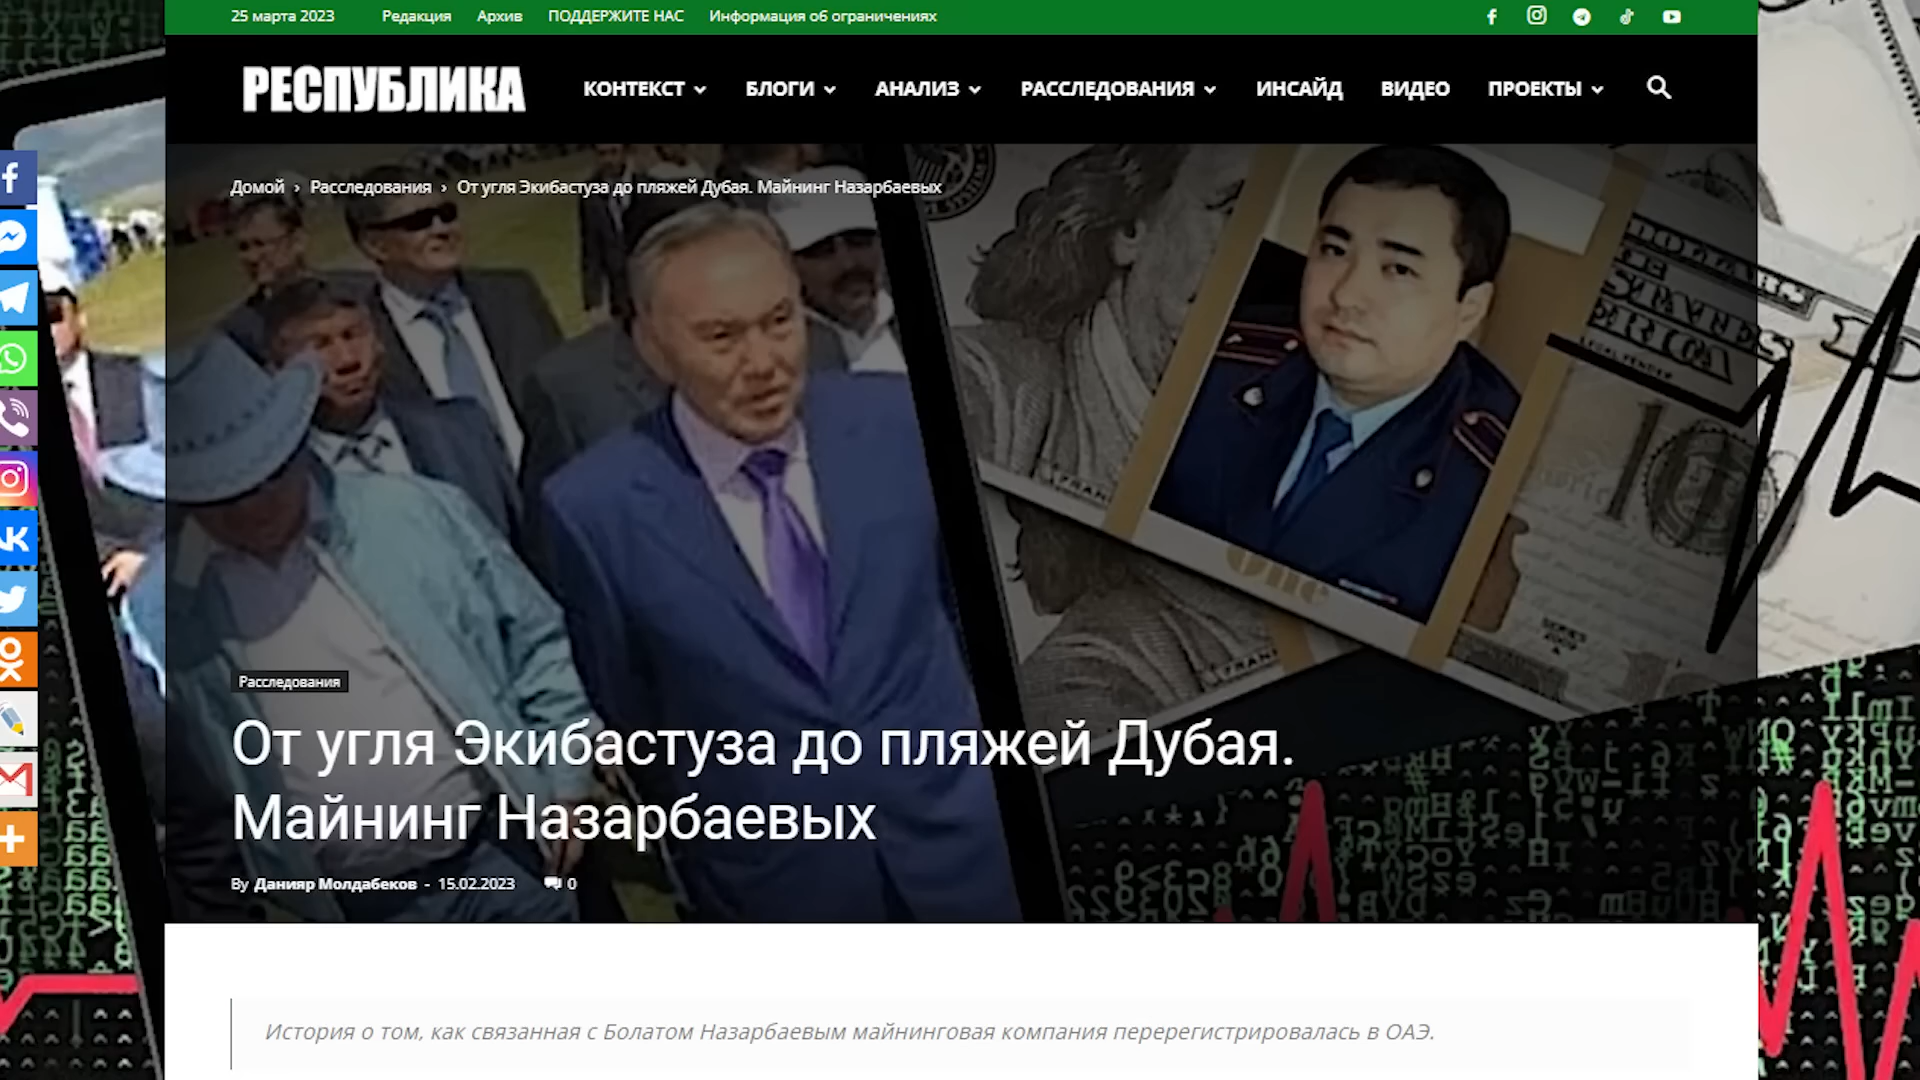 25 марта 2023 Редакция Архив ПОДДЕРЖИТЕ НАС Информация об ограничениях
РЕСПУБЛИКА КОНТЕКСТ БЛОГИ АНАЛИЗ РАССЛЕДОВАНИЯ ИНСАЙД ВИДЕО ПРОЕКТЫ
Домой › Расследования › От угля Экибастуза до пляжей Дубая. Майнинг Назарбаевых
Расследования
От угля Экибастуза до пляжей Дубая.
Майнинг Назарбаевых
By Данияр Молдабеков - 15.02.2023 0
История о том, как связанная с Болатом Назарбаевым майнинговая компания перерегистрировалась в ОАЭ.